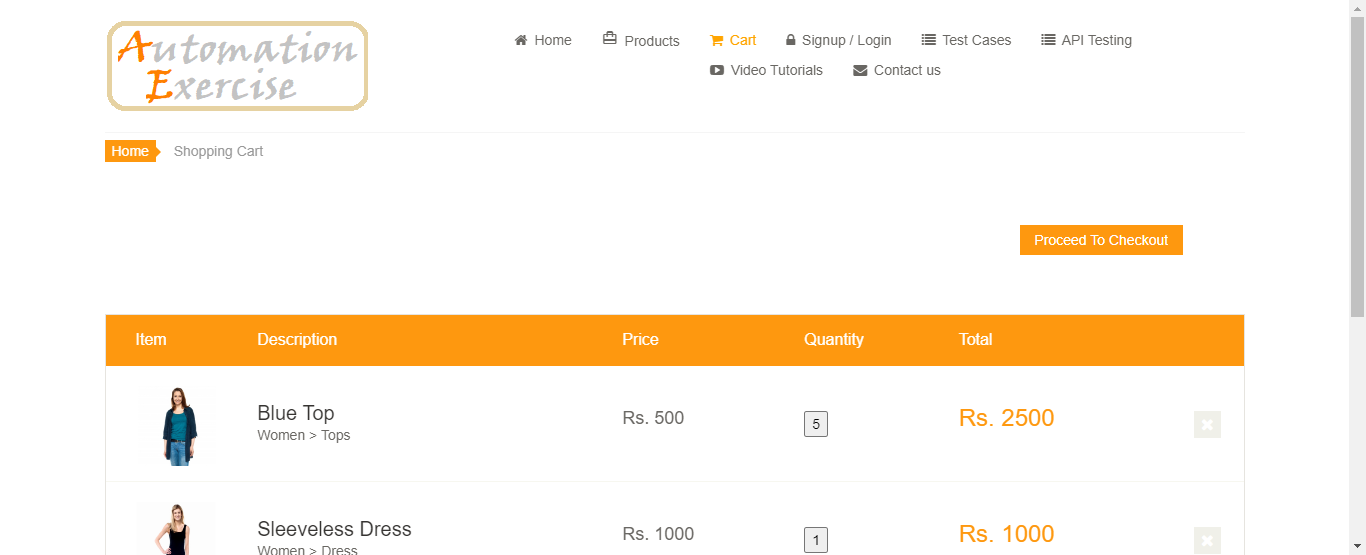 Automation
Exercise
Home Products Cart Signup / Login Test Cases API Testing
Video Tutorials Contact us
Home Shopping Cart
Proceed To Checkout
Item Description Price Quantity Total
Blue Top
Women > Tops
Rs. 500 5 Rs. 2500
Sleeveless Dress
Women > Dress
Rs. 1000 1 Rs. 1000